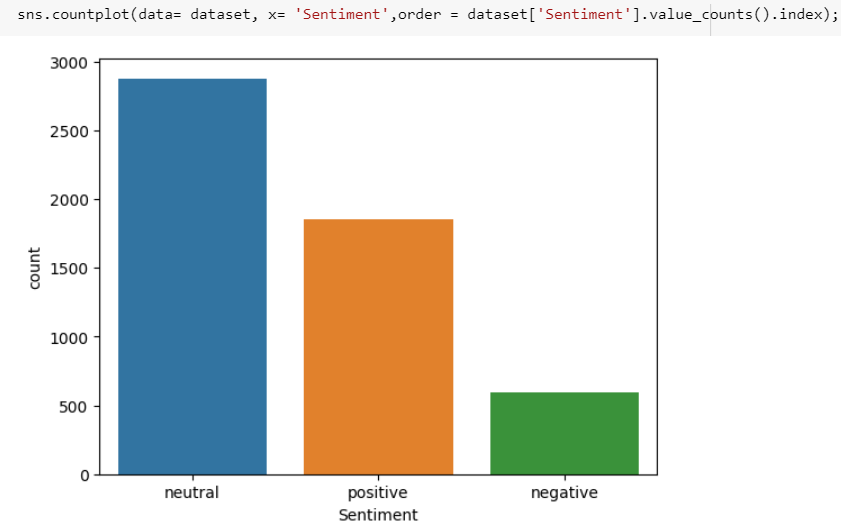 sns.countplot(data= dataset, x= 'Sentiment',order = dataset['Sentiment'].value_counts().index);
3000
2500
2000
1500
1000
500
0
count
neutral positive negative
Sentiment